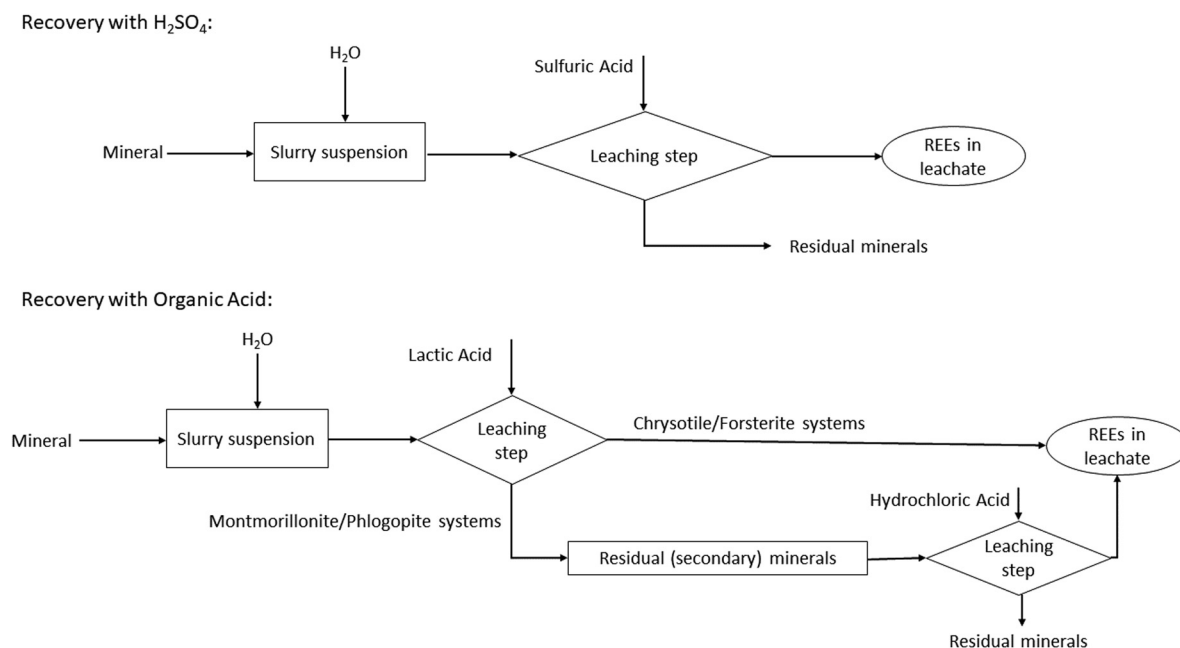 Recovery with H₂SO₄:
H₂O
Sulfuric Acid
Mineral
Slurry suspension
Leaching step
REEs in
leachate
Residual minerals
Recovery with Organic Acid:
H₂O
Lactic Acid
Mineral
Slurry suspension
Leaching
step
Chrysotile/Forsterite systems
REEs in
leachate
Montmorillonite/Phlogopite systems
Hydrochloric Acid
Residual (secondary) minerals
Leaching
step
Residual minerals